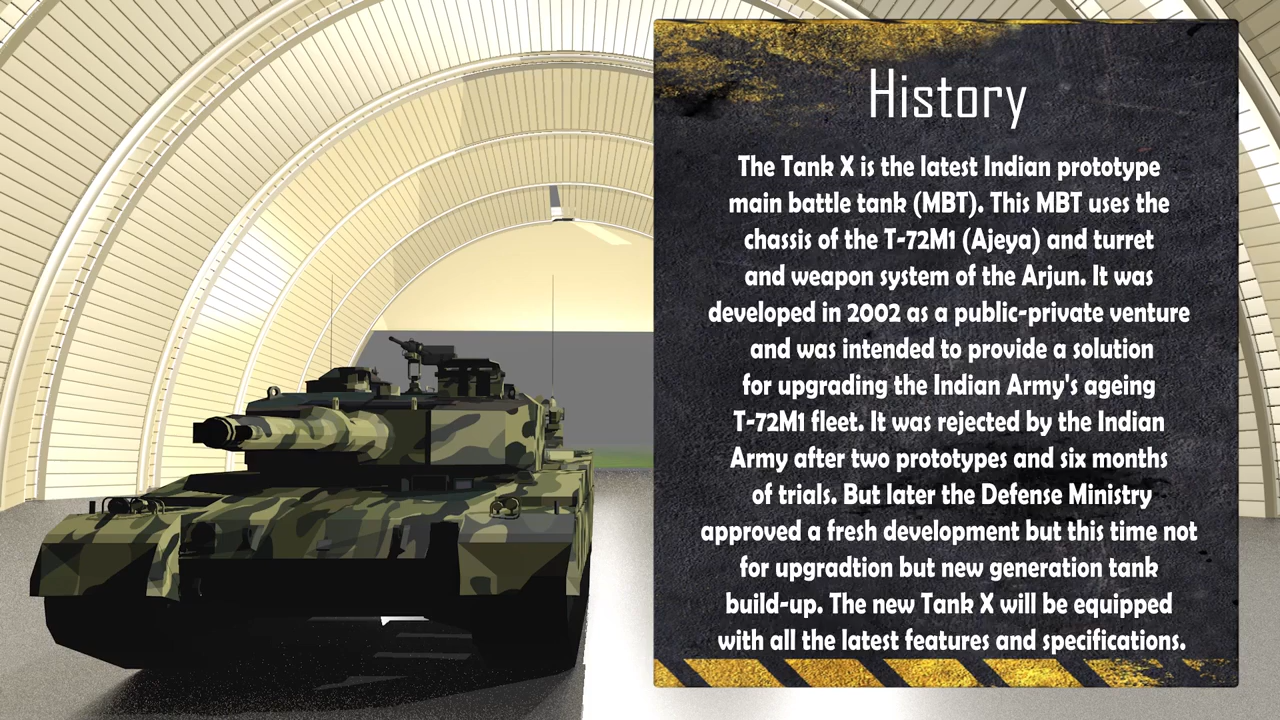 History
The Tank X is the latest Indian prototype
main battle tank (MBT). This MBT uses the
chassis of the T-72M1 (Ajeya) and turret
and weapon system of the Arjun. It was
developed in 2002 as a public-private venture
and was intended to provide a solution
for upgrading the Indian Army's ageing
T-72M1 fleet. It was rejected by the Indian
Army after two prototypes and six months
of trials. But later the Defense Ministry
approved a fresh development but this time not
for upgradtion but new generation tank
build-up. The new Tank X will be equipped
with all the latest features and specifications.